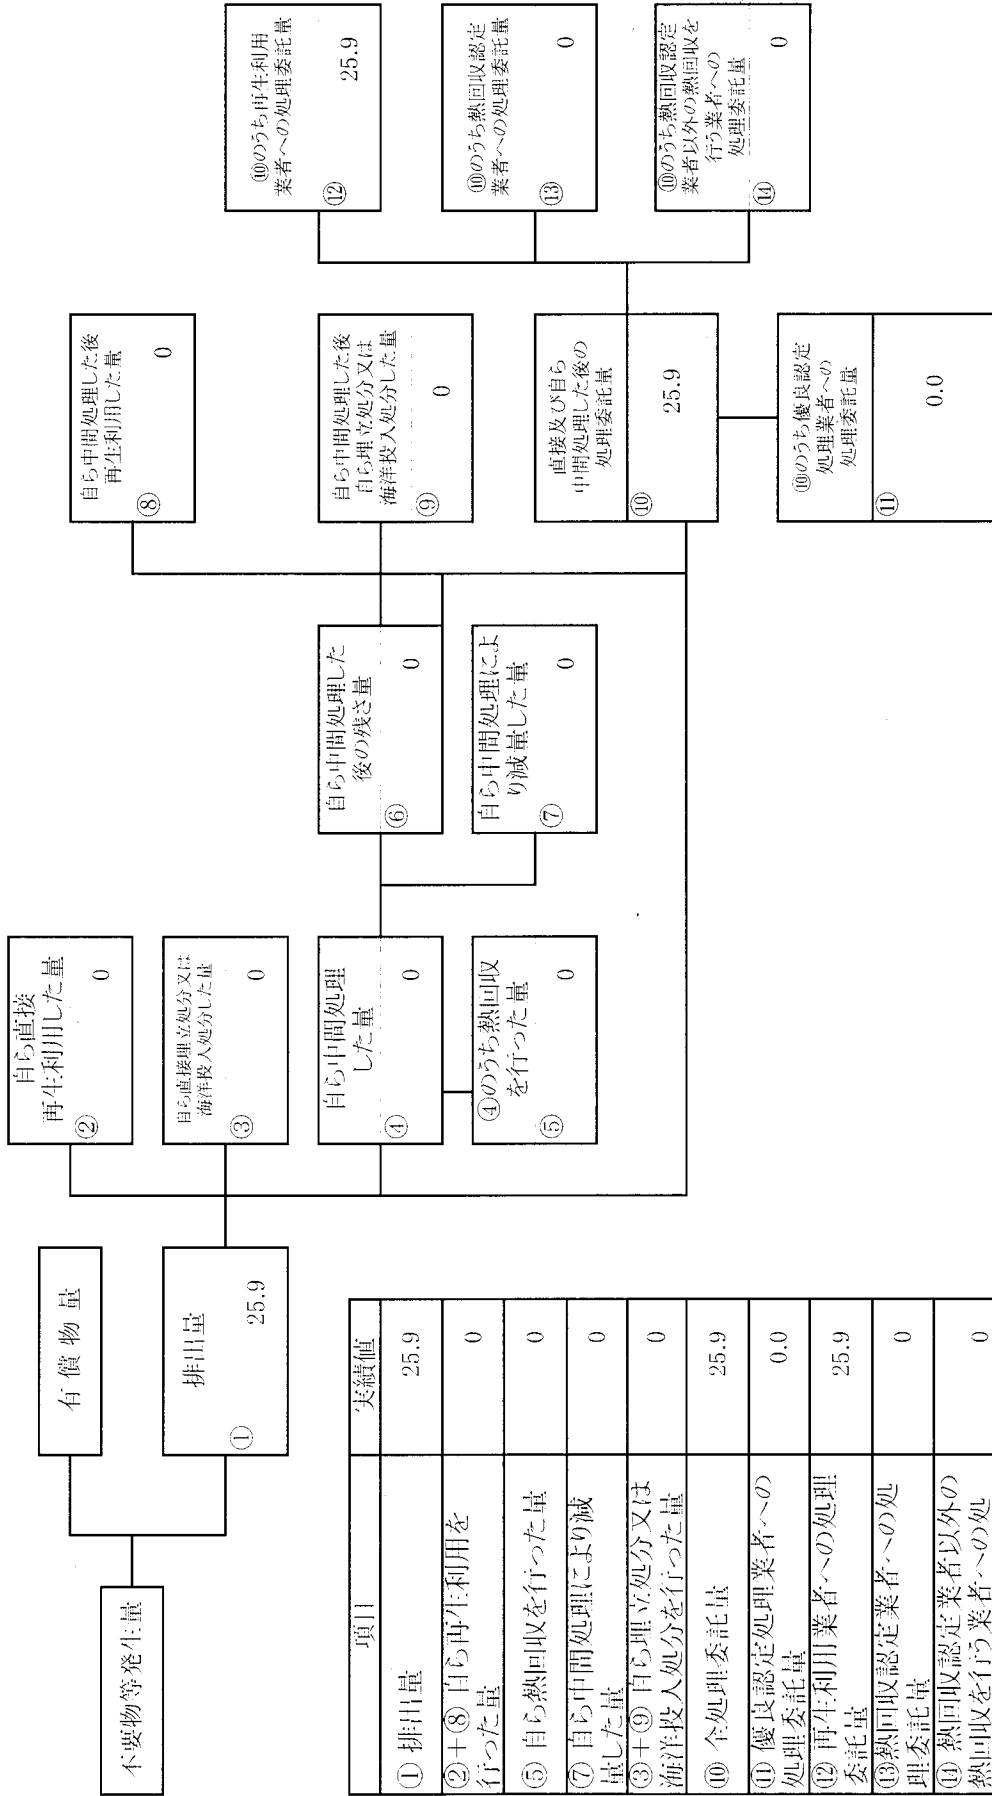 不要物等発生量
有償物量
排出量
① 25.9
自ら直接
再生利用した量
② 0
自ら直接埋立処分又は
海洋投入処分した量
③ 0
自ら中間処理
した量
④ 0
④のうち熱回収
を行った量
⑤ 0
自ら中間処理した
後の残さ量
⑥ 0
自ら中間処理によ
り減量した量
⑦ 0
自ら中間処理した後
再生利用した量
⑧ 0
自ら中間処理した後
自ら埋立処分又は
海洋投入処分した量
⑨ 0
直接及び自ら
中間処理した後の
処理委託量
⑩ 25.9
⑩のうち優良認定
処理業者への
処理委託量
⑪ 0.0
⑩のうち再生利用
業者への処理委託量
⑫ 25.9
⑩のうち熱回収認定
業者への処理委託量
⑬ 0
⑩のうち熱回収認定
業者以外の熱回収を
行う業者への
処理委託量
⑭ 0
項目 実績値
① 排出量 25.9
②+⑧ 自ら再生利用を
行った量 0
⑤ 自ら熱回収を行った量 0
⑦ 自ら中間処理により減
量した量 0
③+⑨ 自ら埋立処分又は
海洋投入処分を行った量 0
⑩ 全処理委託量 25.9
⑪ 優良認定処理業者への
処理委託量 0.0
⑫ 再生利用業者への処理
委託量 25.9
⑬熱回収認定業者への処
理委託量 0
⑭ 熱回収認定業者以外の
熱回収を行う業者への処 0